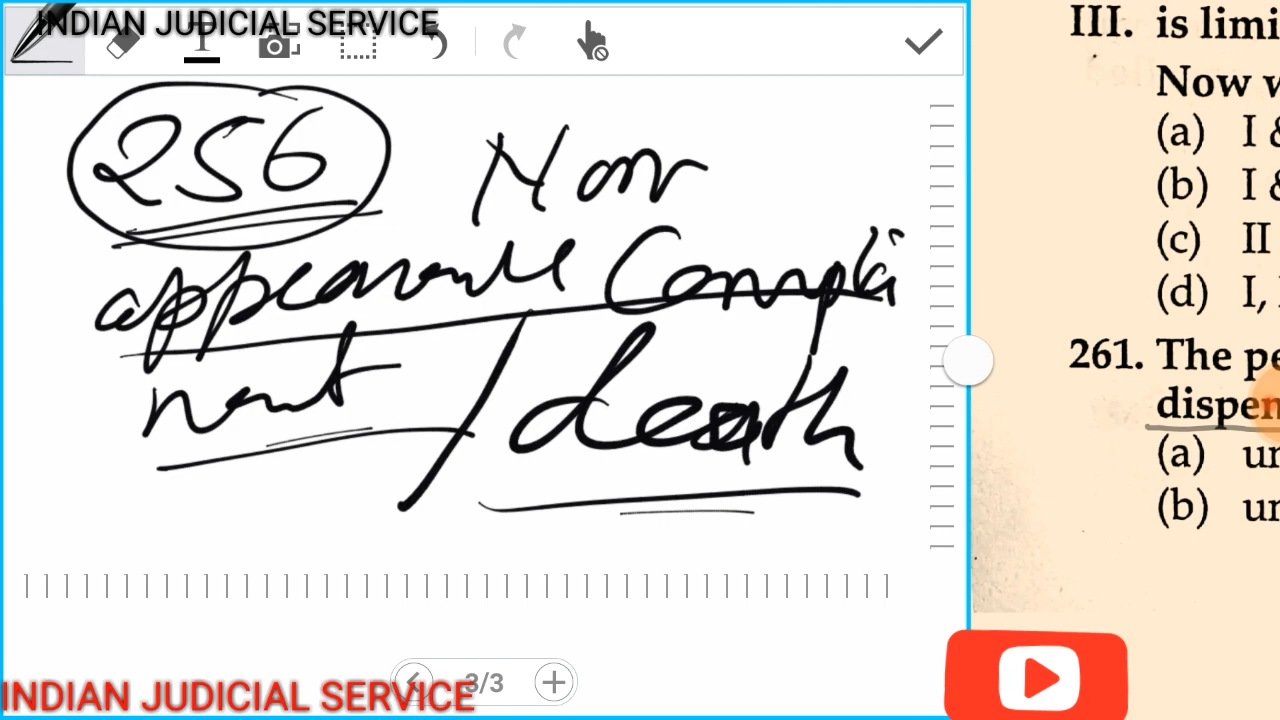 INDIAN JUDICIAL SERVICE
256 Non
appearance Complai
nant / death
3/3
INDIAN JUDICIAL SERVICE
III. is limi
Now w
(a) I &
(b) I &
(c) II
(d) I,
261. The pe
dispen
(a) un
(b) un